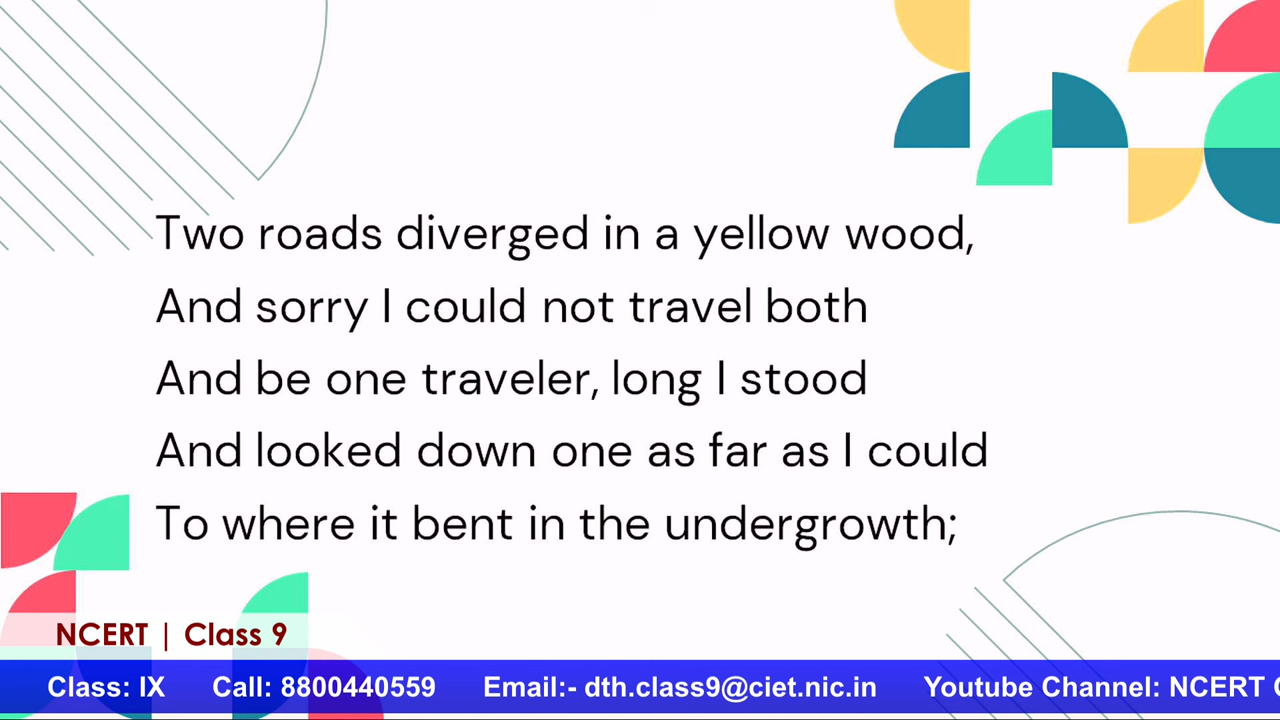 Two roads diverged in a yellow wood,
And sorry I could not travel both
And be one traveler, long I stood
And looked down one as far as I could
To where it bent in the undergrowth;
NCERT | Class 9
Class: IX Call: 8800440559 Email:- dth.class9@ciet.nic.in Youtube Channel: NCERT